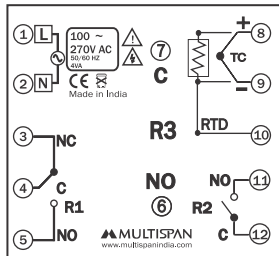 1 L
2 N
100 ~
270V AC
50/60 HZ
4VA
CE
Made in India
7
C
+
8
TC
−
9
R3
RTD
10
3
NC
4
C
R1
5
NO
NO
6
NO
11
R2
C
12
MULTISPAN
www.multispanindia.com